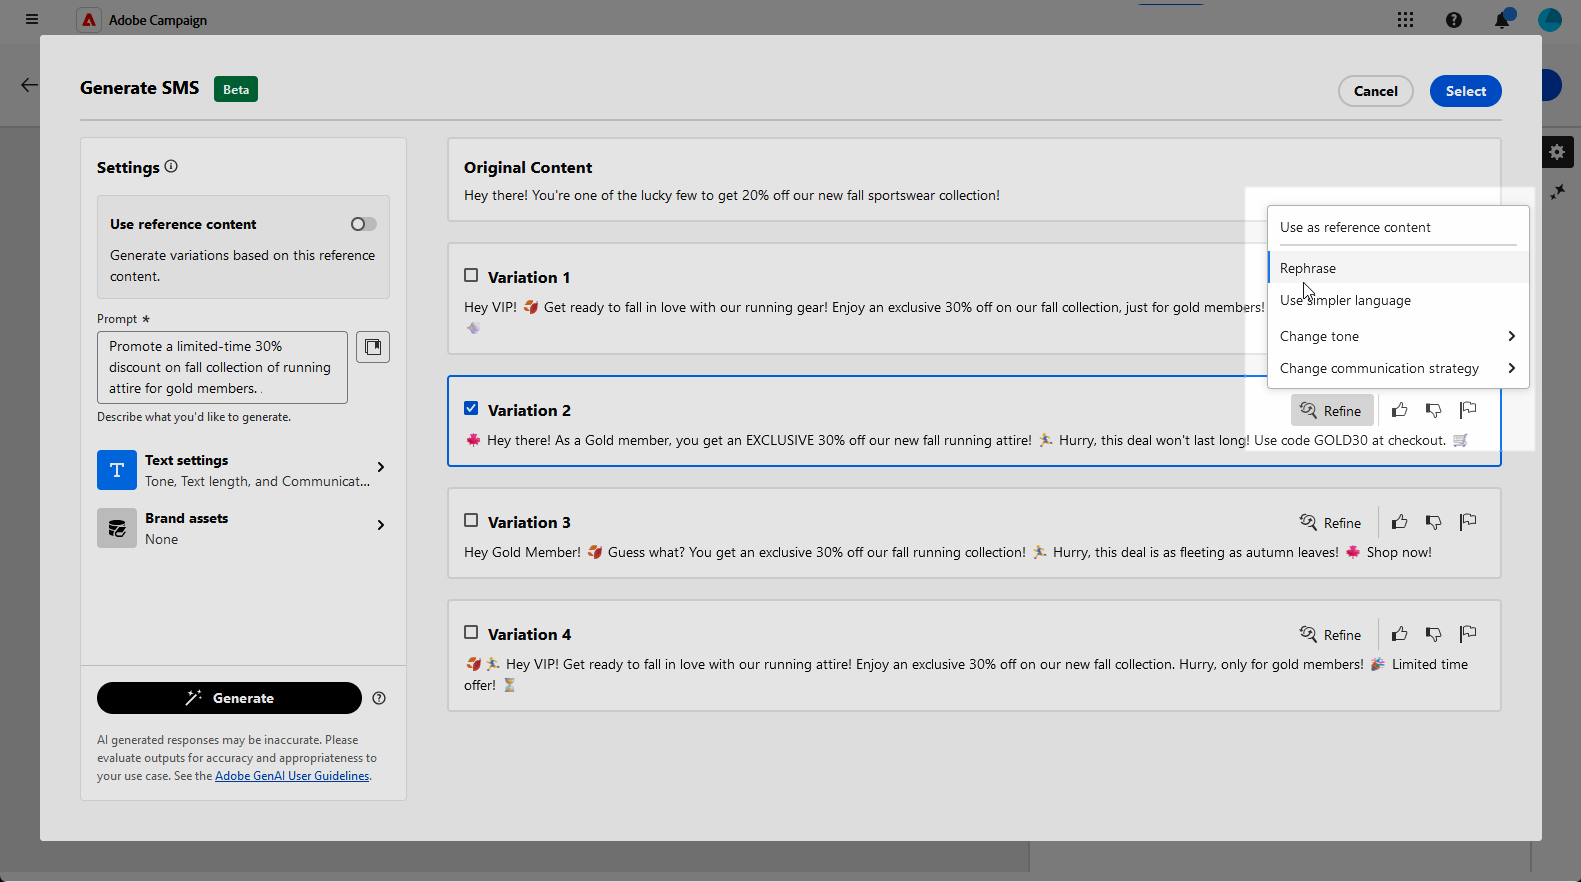 Adobe Campaign
Generate SMS
Beta
Cancel
Select
Settings
Use reference content
Generate variations based on this reference
content.
Prompt *
Promote a limited-time 30%
discount on fall collection of running
attire for gold members.
Describe what you'd like to generate.
T
Text settings
Tone, Text length, and Communicat...
Brand assets
None
Generate
AI generated responses may be inaccurate. Please
evaluate outputs for accuracy and appropriateness to
your use case. See the Adobe GenAI User Guidelines.
Original Content
Hey there! You're one of the lucky few to get 20% off our new fall sportswear collection!
Variation 1
Hey VIP! 🍂 Get ready to fall in love with our running gear! Enjoy an exclusive 30% off on our fall collection, just for gold members!
Use as reference content
Rephrase
Use simpler language
Change tone
Change communication strategy
Variation 2
Refine
🍁 Hey there! As a Gold member, you get an EXCLUSIVE 30% off our new fall running attire! 🏃 Hurry, this deal won't last long! Use code GOLD30 at checkout. 🛒
Variation 3
Refine
Hey Gold Member! 🍂 Guess what? You get an exclusive 30% off our fall running collection! 🏃 Hurry, this deal is as fleeting as autumn leaves! 🍁 Shop now!
Variation 4
Refine
🍂🏃 Hey VIP! Get ready to fall in love with our running attire! Enjoy an exclusive 30% off on our new fall collection. Hurry, only for gold members! 🎉 Limited time
offer! ⏳